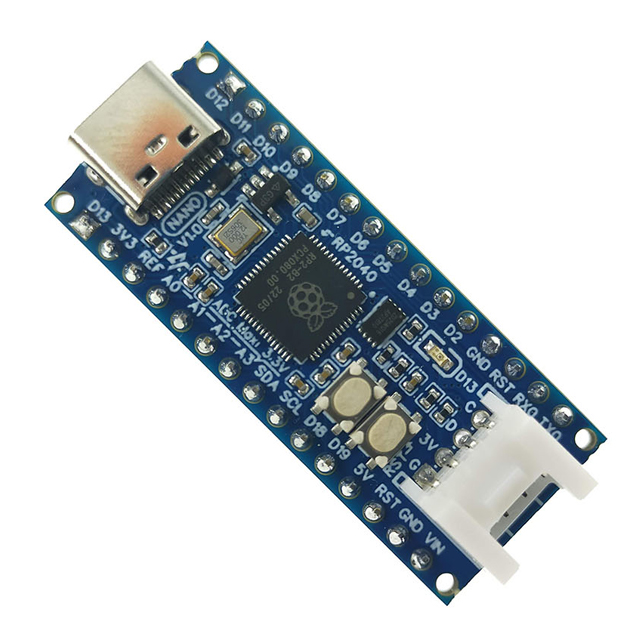 D12
D11
D10
D9
D8
D7
D6
D5
D4
D3
D2
GND
RST
RX0
TX0
D13
3V3
REF
A0
A1
A2
A3
SDA
SCL
D18
D19
5V
RST
GND
VIN
NANO
V1.0
RP2040
RP2-B2
22/05
D13
C
D
3V
G